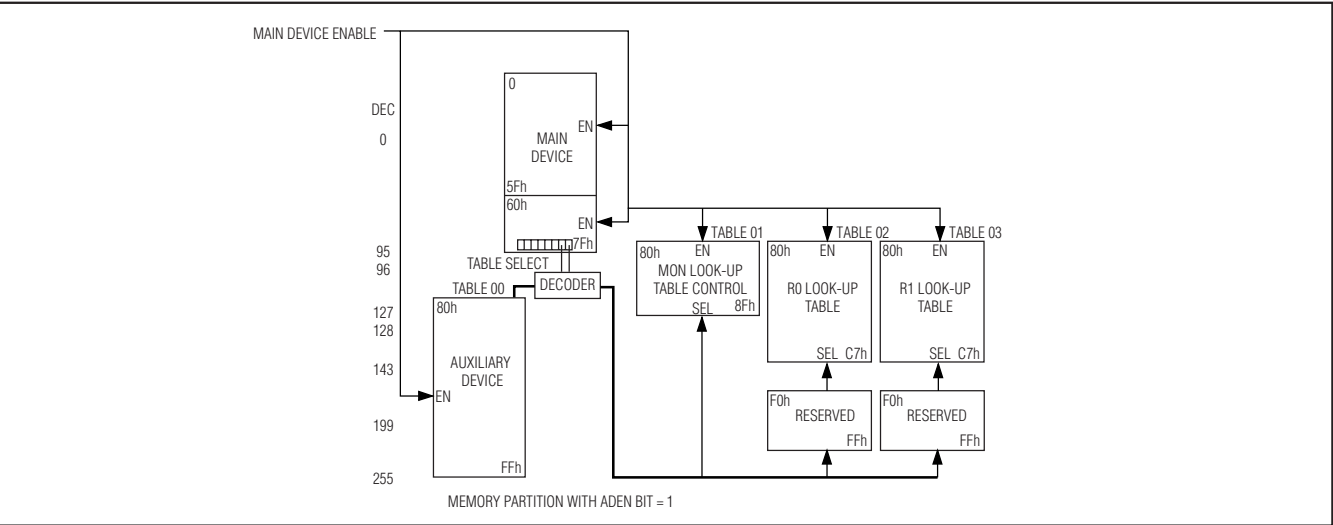 MAIN DEVICE ENABLE
DEC
0
95
96
127
128
143
199
255
0
EN
MAIN
DEVICE
5Fh
60h
EN
7Fh
TABLE SELECT
DECODER
TABLE 00
80h
AUXILIARY
DEVICE
EN
FFh
TABLE 01
80h
EN
MON LOOK-UP
TABLE CONTROL
SEL
8Fh
TABLE 02
80h
EN
R0 LOOK-UP
TABLE
SEL C7h
F0h
RESERVED
FFh
TABLE 03
80h
EN
R1 LOOK-UP
TABLE
SEL C7h
F0h
RESERVED
FFh
MEMORY PARTITION WITH ADEN BIT = 1